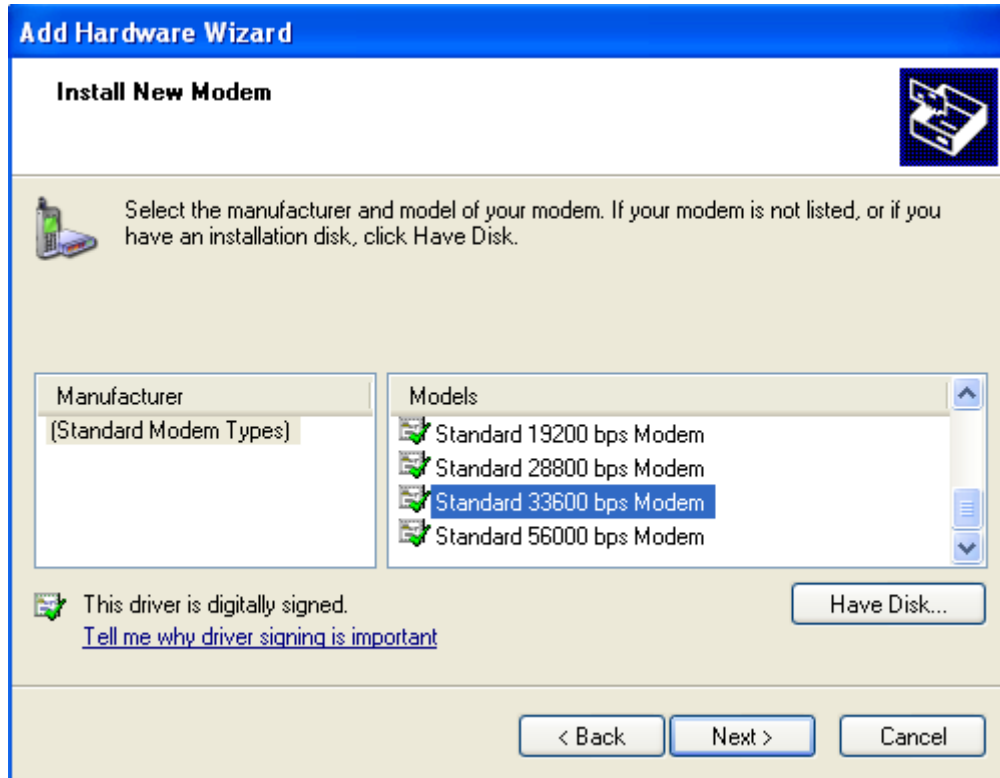 Add Hardware Wizard
Install New Modem
Select the manufacturer and model of your modem. If your modem is not listed, or if you
have an installation disk, click Have Disk.
Manufacturer
(Standard Modem Types)
Models
Standard 19200 bps Modem
Standard 28800 bps Modem
Standard 33600 bps Modem
Standard 56000 bps Modem
This driver is digitally signed.
Tell me why driver signing is important
Have Disk...
< Back
Next >
Cancel